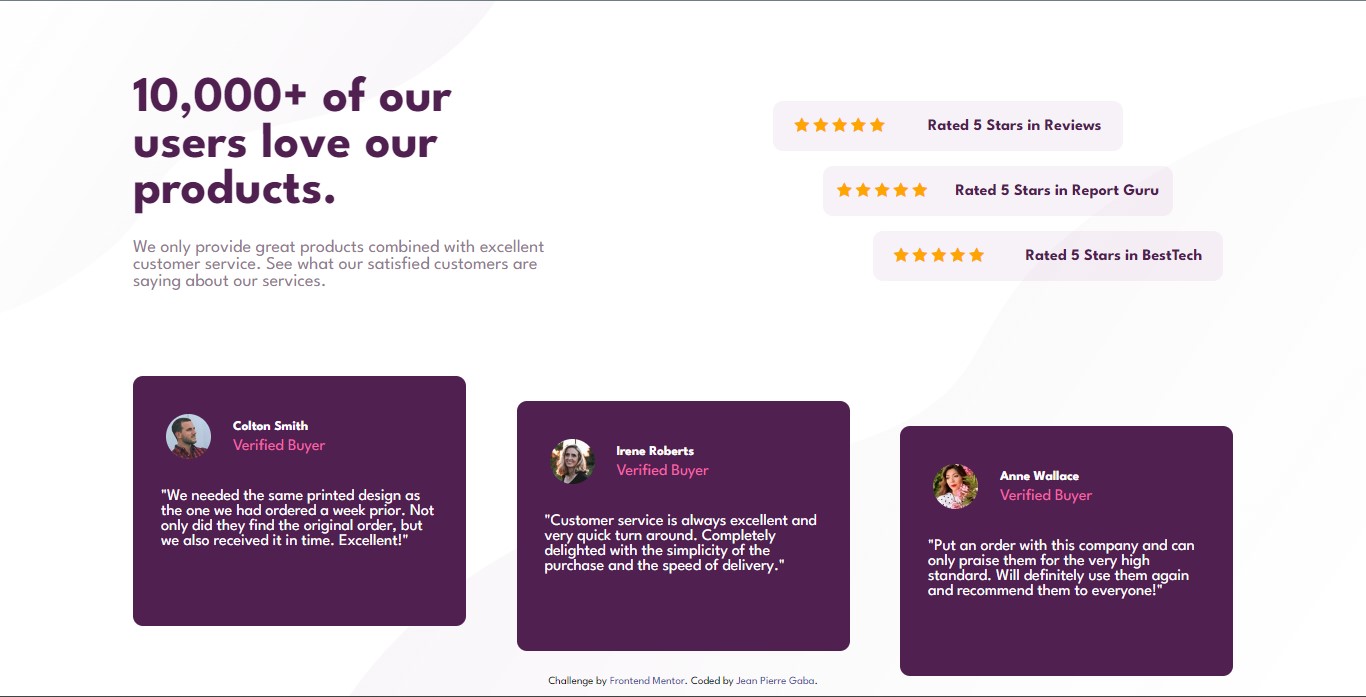 10,000+ of our
users love our
products.
We only provide great products combined with excellent
customer service. See what our satisfied customers are
saying about our services.
Rated 5 Stars in Reviews
Rated 5 Stars in Report Guru
Rated 5 Stars in BestTech
Colton Smith
Verified Buyer
"We needed the same printed design as
the one we had ordered a week prior. Not
only did they find the original order, but
we also received it in time. Excellent!"
Irene Roberts
Verified Buyer
"Customer service is always excellent and
very quick turn around. Completely
delighted with the simplicity of the
purchase and the speed of delivery."
Anne Wallace
Verified Buyer
"Put an order with this company and can
only praise them for the very high
standard. Will definitely use them again
and recommend them to everyone!"
Challenge by Frontend Mentor. Coded by Jean Pierre Gaba.